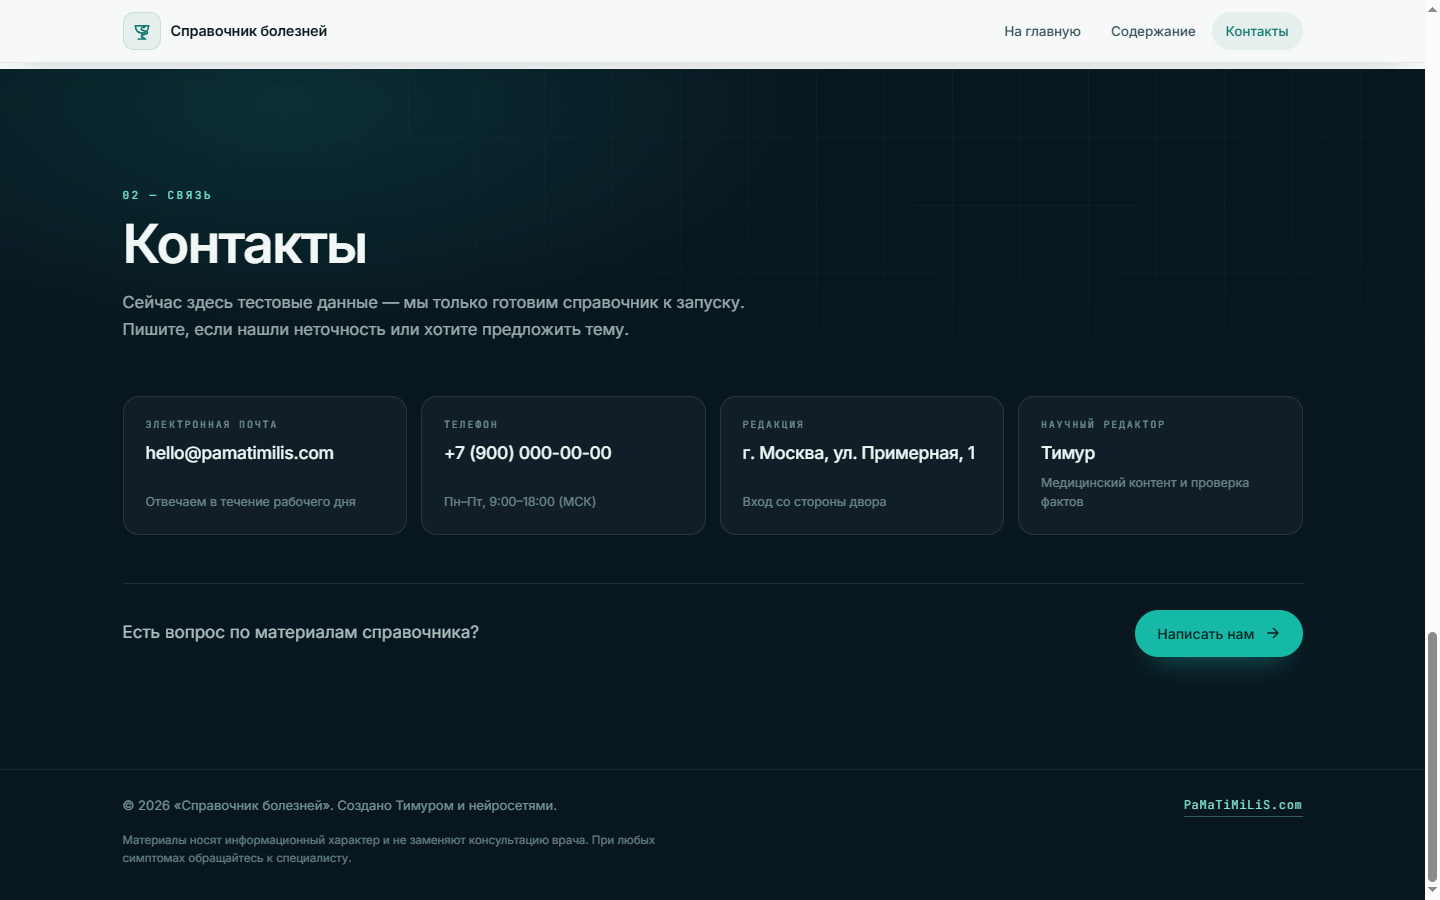 Справочник болезней
На главную
Содержание
Контакты
02 — СВЯЗЬ
Контакты
Сейчас здесь тестовые данные — мы только готовим справочник к запуску.
Пишите, если нашли неточность или хотите предложить тему.
ЭЛЕКТРОННАЯ ПОЧТА
hello@pamatimilis.com
Отвечаем в течение рабочего дня
ТЕЛЕФОН
+7 (900) 000-00-00
Пн–Пт, 9:00–18:00 (МСК)
РЕДАКЦИЯ
г. Москва, ул. Примерная, 1
Вход со стороны двора
НАУЧНЫЙ РЕДАКТОР
Тимур
Медицинский контент и проверка
фактов
Есть вопрос по материалам справочника?
Написать нам
© 2026 «Справочник болезней». Создано Тимуром и нейросетями.
PaMaTiMiLiS.com
Материалы носят информационный характер и не заменяют консультацию врача. При любых
симптомах обращайтесь к специалисту.